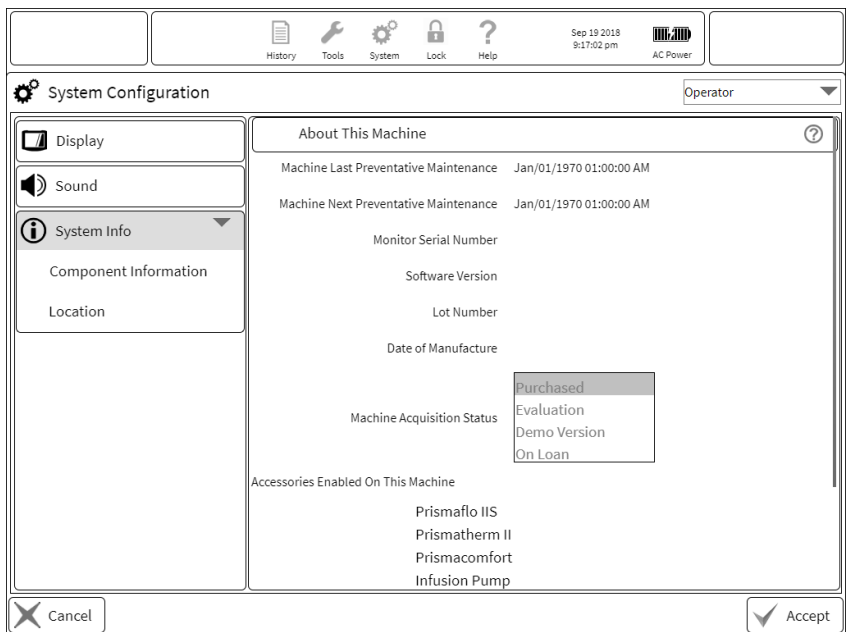 History Tools System Lock Help
Sep 19 2018
9:17:02 pm
AC Power
System Configuration
Operator
Display
Sound
System Info
Component Information
Location
About This Machine
Machine Last Preventative Maintenance Jan/01/1970 01:00:00 AM
Machine Next Preventative Maintenance Jan/01/1970 01:00:00 AM
Monitor Serial Number
Software Version
Lot Number
Date of Manufacture
Machine Acquisition Status
Purchased
Evaluation
Demo Version
On Loan
Accessories Enabled On This Machine
Prismaflo IIS
Prismatherm II
Prismacomfort
Infusion Pump
Cancel
Accept